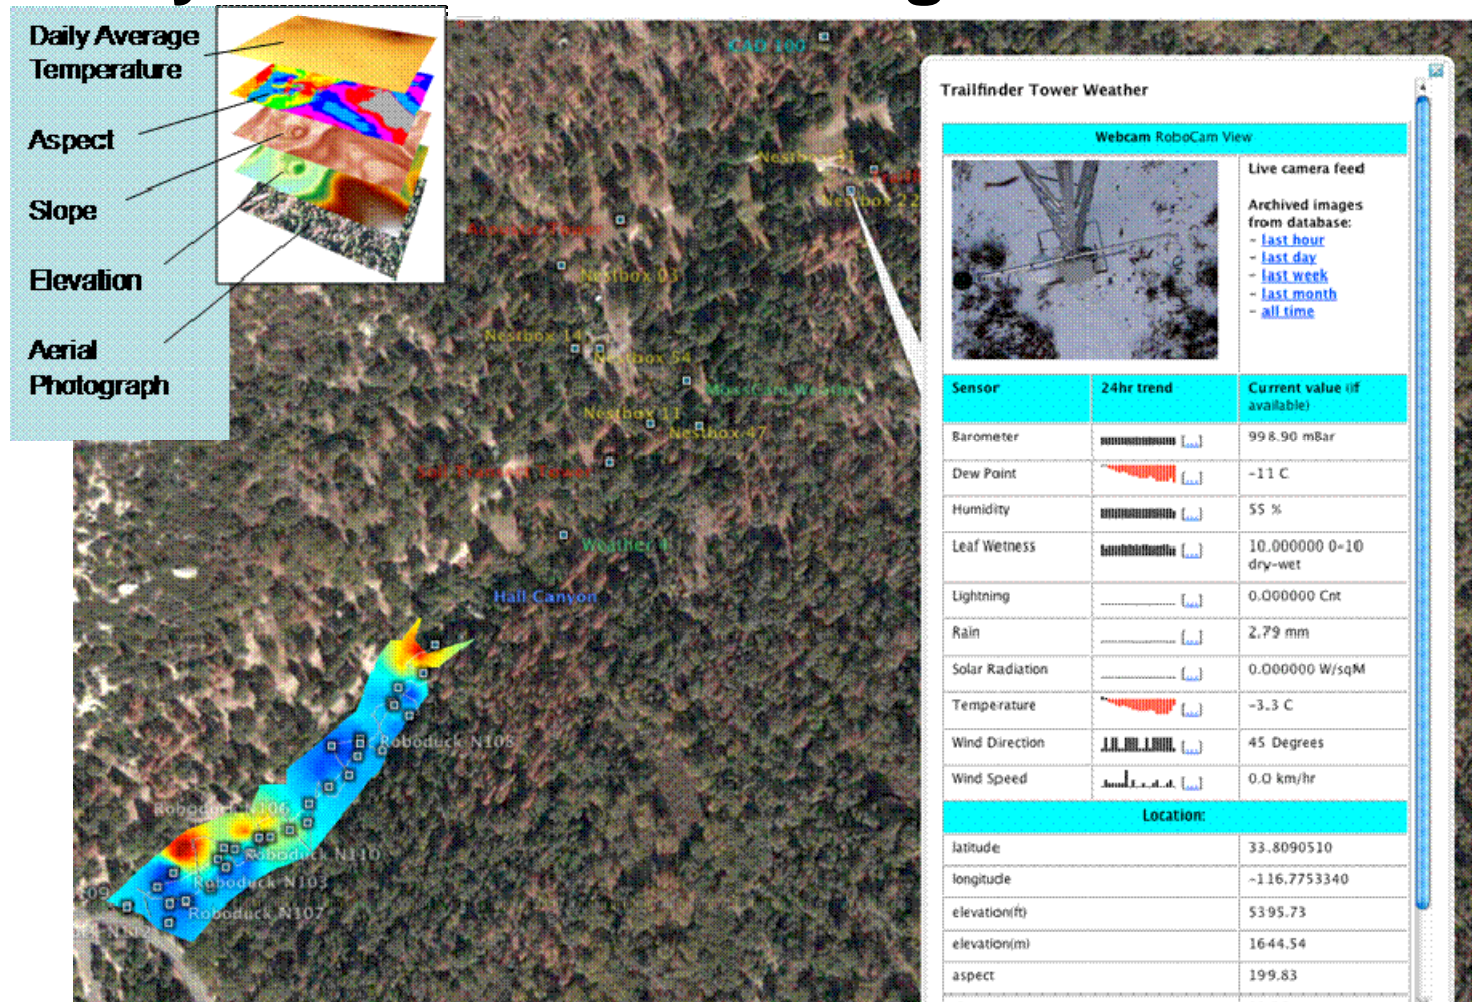 Daily Average
Temperature
Aspect
Slope
Elevation
Aerial
Photograph
CAD 100
Nestbox 31
Nestbox 22
Acoustic Tower
Nestbox 03
Nestbox 14
Nestbox 54
MossCam Weather
Nestbox 11
Nestbox 47
Soil Transect Tower
Weather 4
Hall Canyon
Roboduck N108
Roboduck N106
Roboduck N110
Roboduck N103
Roboduck N107
Trailfinder Tower Weather
Webcam RoboCam View
Live camera feed
Archived images
from database:
- last hour
- last day
- last week
- last month
- all time
Sensor 24hr trend Current value (if
available)
Barometer [...] 998.90 mBar
Dew Point [...] -11 C
Humidity [...] 55 %
Leaf Wetness [...] 10.000000 0-10
dry-wet
Lightning [...] 0.000000 Cnt
Rain [...] 2.79 mm
Solar Radiation [...] 0.000000 W/sqM
Temperature [...] -3.3 C
Wind Direction [...] 45 Degrees
Wind Speed [...] 0.0 km/hr
Location:
latitude 33.8090510
longitude -116.7753340
elevation(ft) 5395.73
elevation(m) 1644.54
aspect 199.83